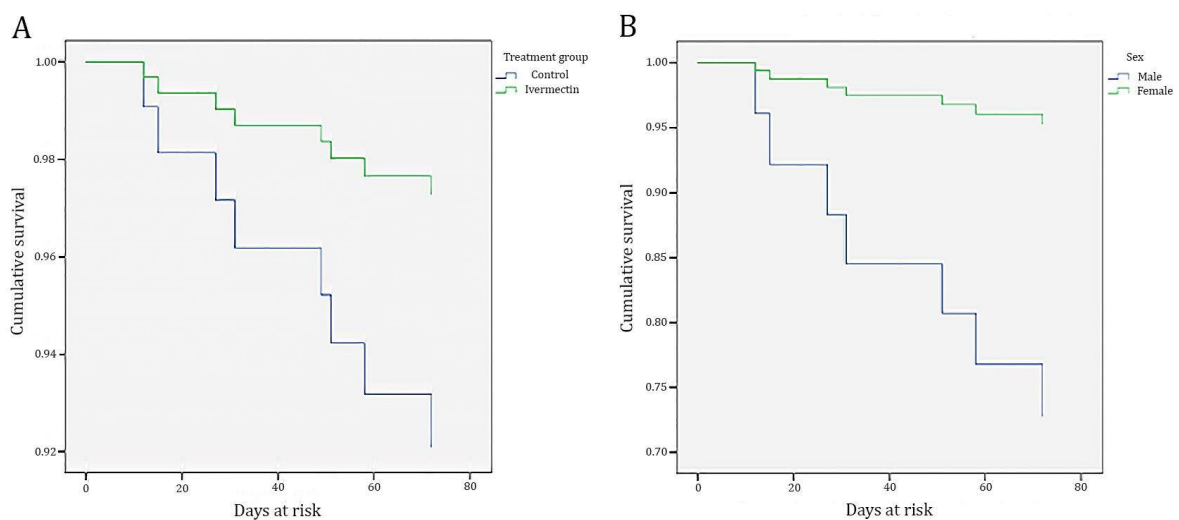 A
Treatment group
Control
Ivermectin
1.00
0.98
0.96
0.94
0.92
Cumulative survival
0
20
40
60
80
Days at risk
B
Sex
Male
Female
1.00
0.95
0.90
0.85
0.80
0.75
0.70
Cumulative survival
0
20
40
60
80
Days at risk